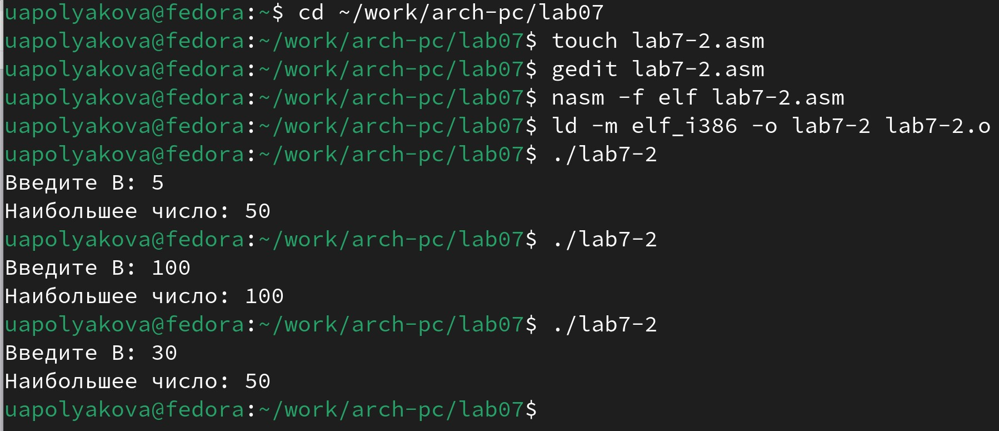 uapolyakova@fedora:~$ cd ~/work/arch-pc/lab07
uapolyakova@fedora:~/work/arch-pc/lab07$ touch lab7-2.asm
uapolyakova@fedora:~/work/arch-pc/lab07$ gedit lab7-2.asm
uapolyakova@fedora:~/work/arch-pc/lab07$ nasm -f elf lab7-2.asm
uapolyakova@fedora:~/work/arch-pc/lab07$ ld -m elf_i386 -o lab7-2 lab7-2.o
uapolyakova@fedora:~/work/arch-pc/lab07$ ./lab7-2
Введите В: 5
Наибольшее число: 50
uapolyakova@fedora:~/work/arch-pc/lab07$ ./lab7-2
Введите В: 100
Наибольшее число: 100
uapolyakova@fedora:~/work/arch-pc/lab07$ ./lab7-2
Введите В: 30
Наибольшее число: 50
uapolyakova@fedora:~/work/arch-pc/lab07$